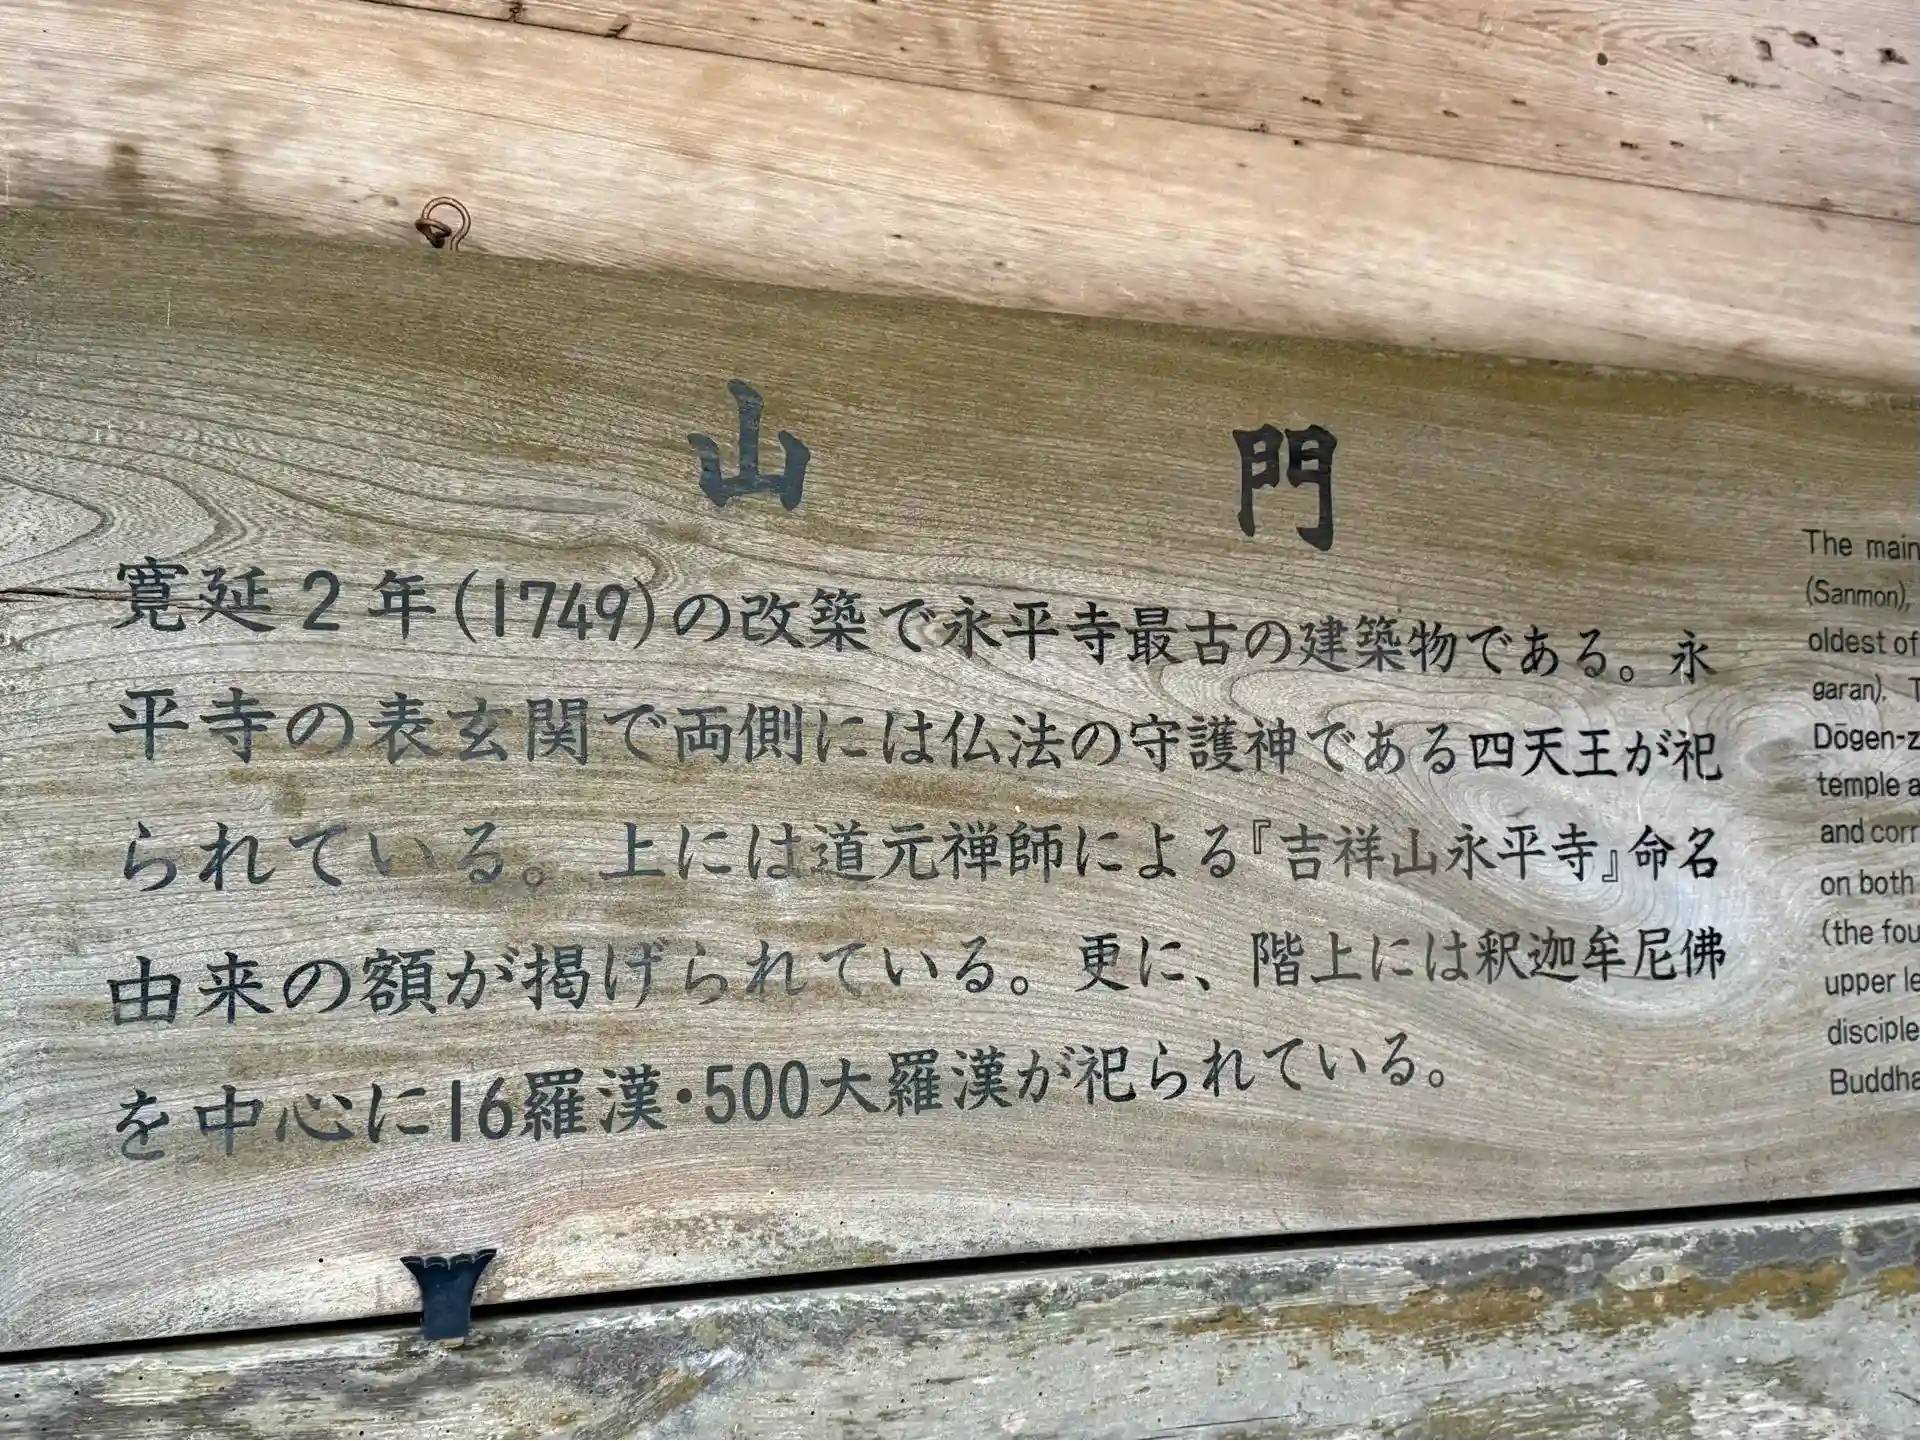 山門
寛延2年(1749)の改築で永平寺最古の建築物である。永
平寺の表玄関で両側には仏法の守護神である四天王が祀
られている。上には道元禅師による『吉祥山永平寺』命名
由来の額が掲げられている。更に、階上には釈迦牟尼佛
を中心に16羅漢・500大羅漢が祀られている。
The main
(Sanmon),
oldest of
garan). T
Dōgen-z
temple a
and corr
on both
(the fou
upper le
disciple
Buddha